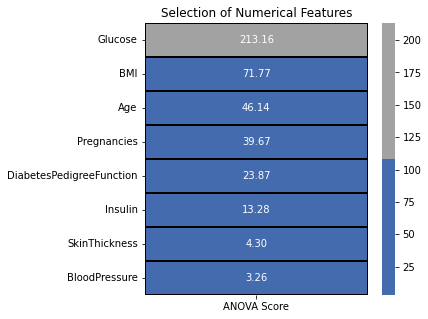 Selection of Numerical Features
Glucose 213.16
BMI 71.77
Age 46.14
Pregnancies 39.67
DiabetesPedigreeFunction 23.87
Insulin 13.28
SkinThickness 4.30
BloodPressure 3.26
ANOVA Score
200
175
150
125
100
75
50
25